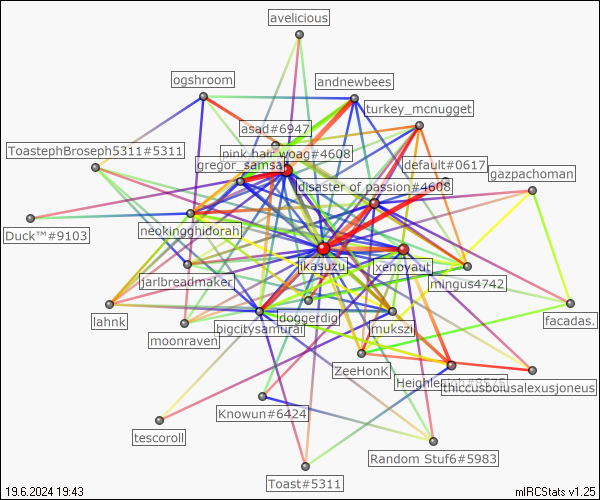 avelicious
ogshroom
andnewbees
turkey_mcnugget
asad#6947
ToastephBroseph5311#5311
pink hair woag#4608
default#0617
gregor_samsa
gazpachoman
disaster of passion#4608
Duck™#9103
neokingghidorah
ikasuzu
xenoyaut
jarlbreadmaker
mingus4742
lahnk
doggerdig
facadas.
bigcitysamurai
mukszi
moonraven
ZeeHonK
thiccusboiusalexusjoneus
Knowun#6424
tescoroll
Random Stuf6#5983
Toast#5311
19.6.2024 19:43
mIRCStats v1.25